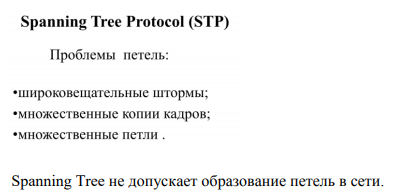 Spanning Tree Protocol (STP)
Проблемы петель:
•широковещательные штормы;
•множественные копии кадров;
•множественные петли .
Spanning Tree не допускает образование петель в сети.